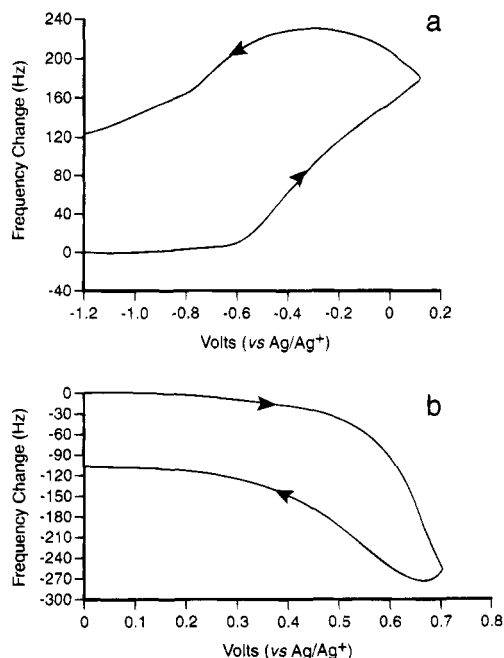 a
Frequency Change (Hz)
240
200
160
120
80
40
0
-40
-1.2 -1.0 -0.8 -0.6 -0.4 -0.2 0 0.2
Volts (vs Ag/Ag+)
b
Frequency Change (Hz)
0
-30
-60
-90
-120
-150
-180
-210
-240
-270
-300
0 0.1 0.2 0.3 0.4 0.5 0.6 0.7 0.8
Volts (vs Ag/Ag+)